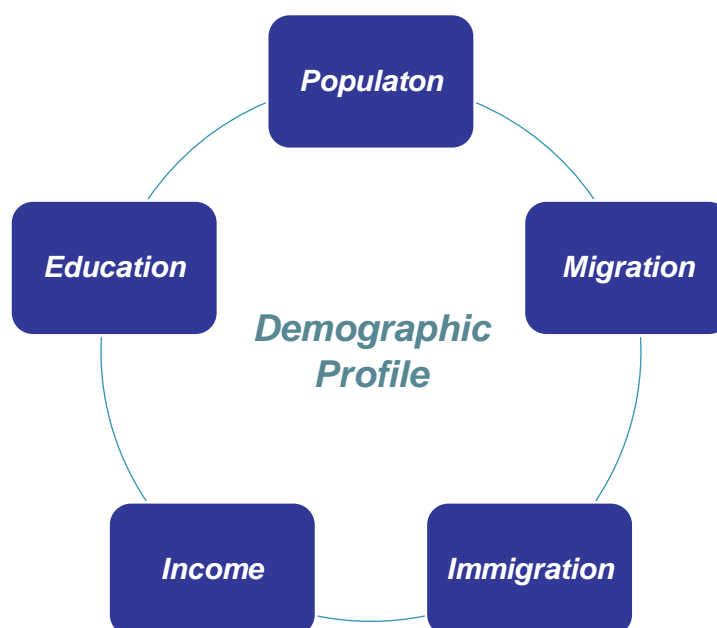 Populaton
Education
Migration
Demographic
Profile
Income
Immigration